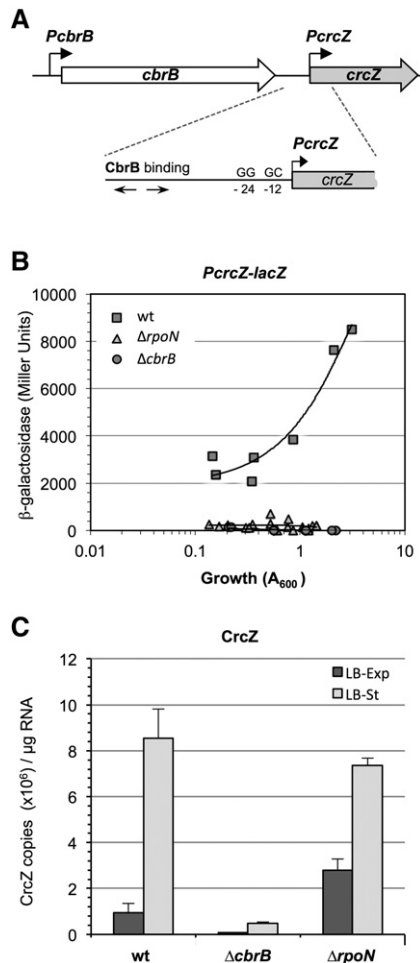 A
PcbrB
PcrcZ
cbrB
crcZ
PcrcZ
CbrB binding
GG GC
- 24 -12
crcZ
B
PcrcZ-lacZ
10000
8000
6000
4000
2000
0
β-galactosidase (Miller Units)
wt
ΔrpoN
ΔcbrB
0.01 0.1 1 10
Growth (A600)
C
CrcZ
12
10
8
6
4
2
0
CrcZ copies (x10⁶) / µg RNA
LB-Exp
LB-St
wt ΔcbrB ΔrpoN